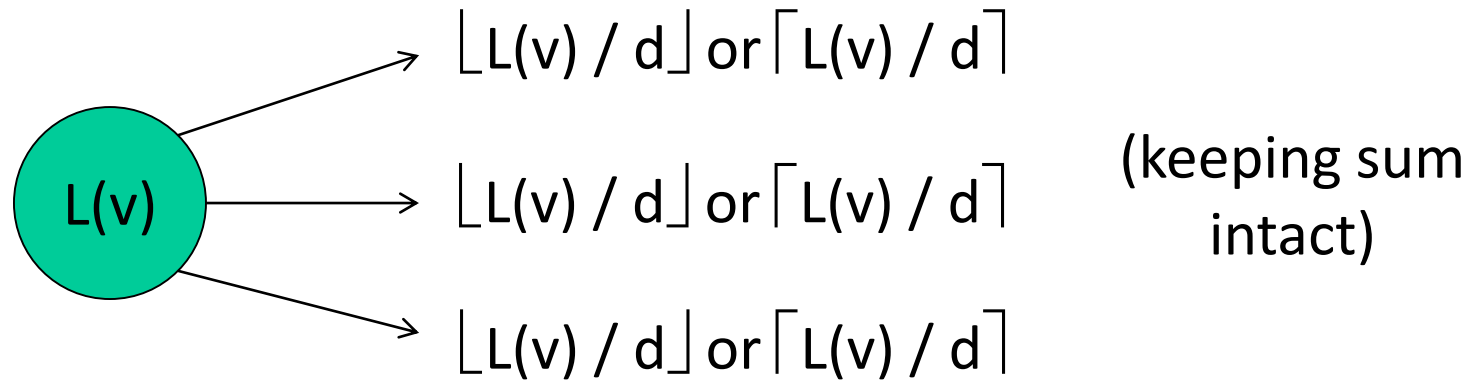 ⌊L(v) / d⌋ or ⌈L(v) / d⌉
L(v)
⌊L(v) / d⌋ or ⌈L(v) / d⌉
⌊L(v) / d⌋ or ⌈L(v) / d⌉
(keeping sum
intact)